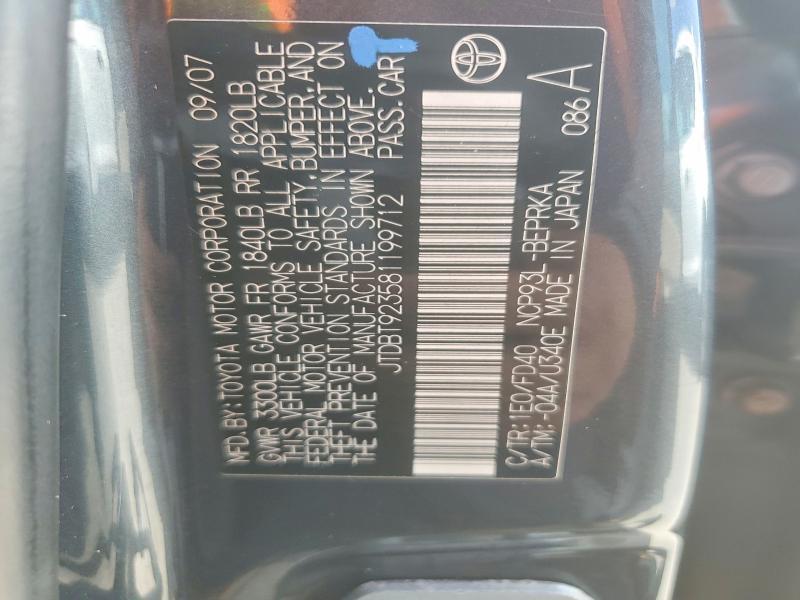 MFD.BY:TOYOTA MOTOR CORPORATION 09/07
GVWR 3300LB GAWR FR 1840LB RR 1820LB
THIS VEHICLE CONFORMS TO ALL APPLICABLE
FEDERAL MOTOR VEHICLE SAFETY,BUMPER,AND
THEFT PREVENTION STANDARDS IN EFFECT ON
THE DATE OF MANUFACTURE SHOWN ABOVE.
JTDBT923581199712 PASS.CAR
C/TR:1E0/FD40 NCP93L-BEPRKA
A/TM:-04A/U340E MADE IN JAPAN 086 A